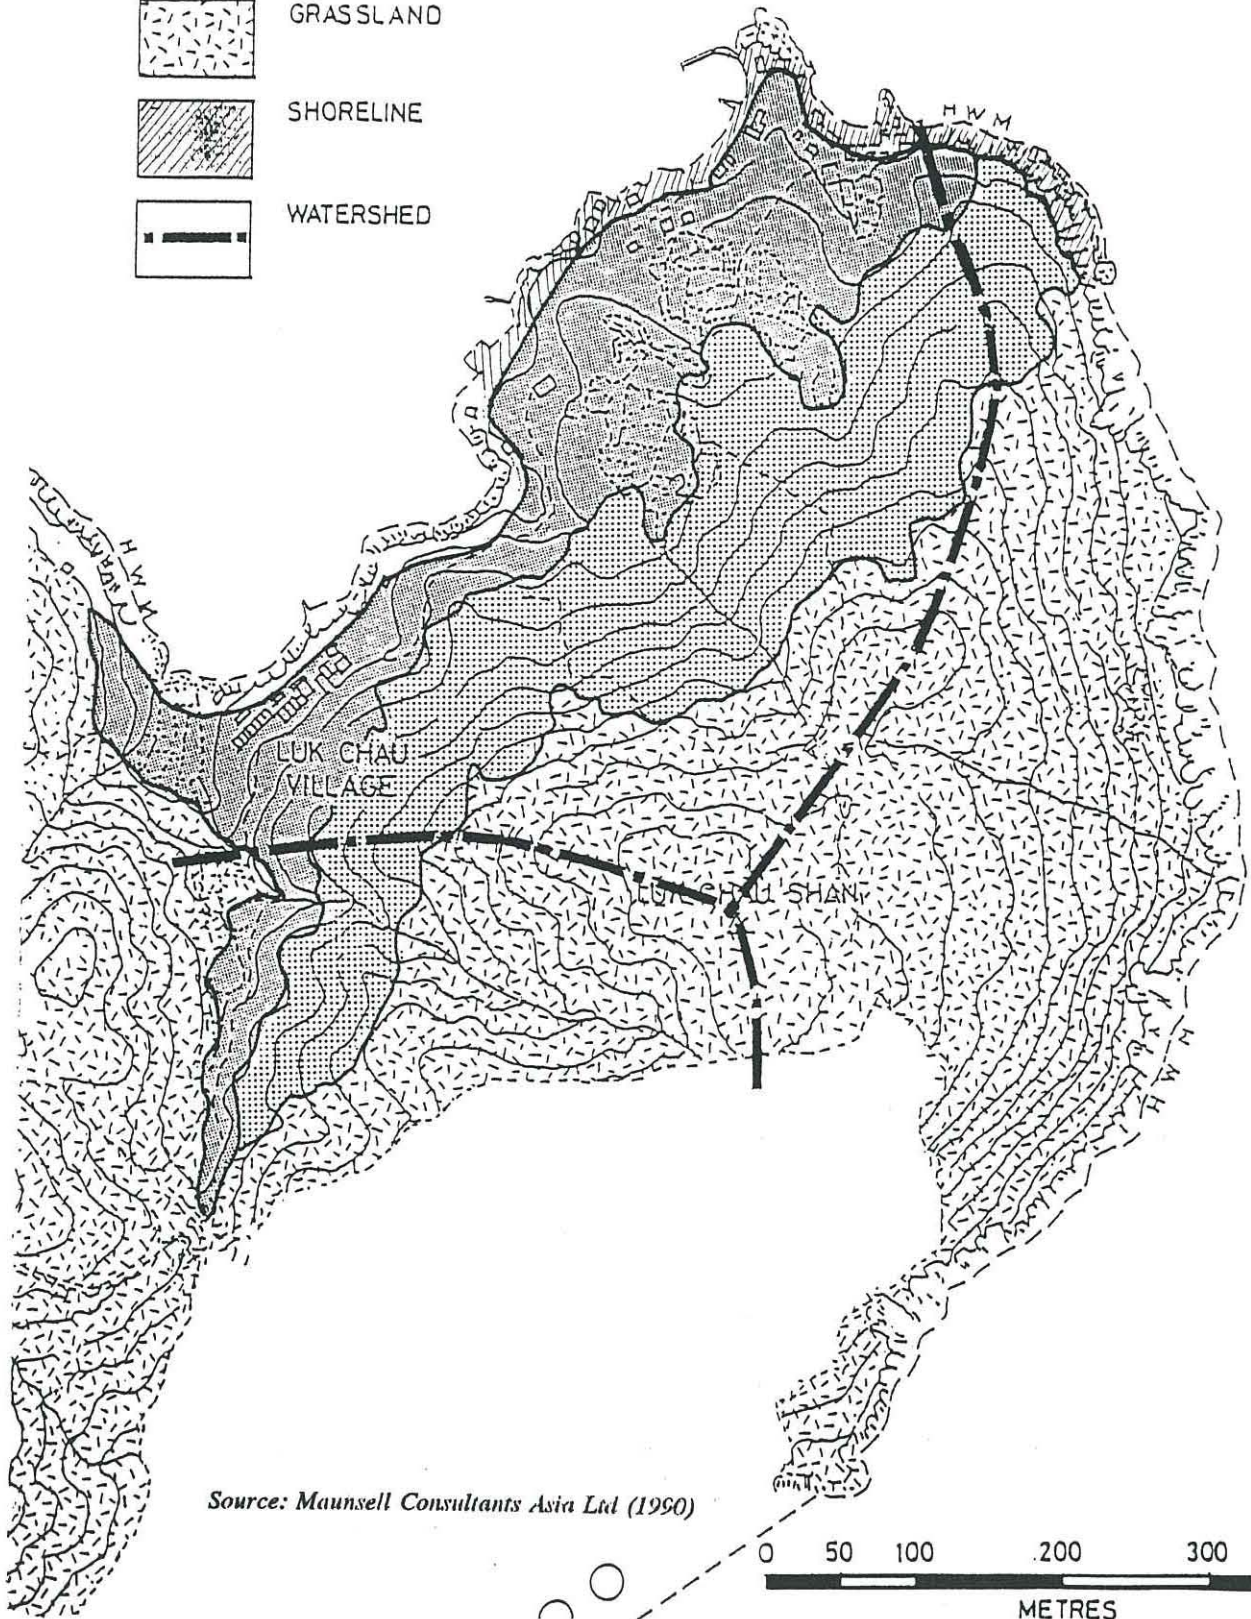 GRASSLAND
SHORELINE
WATERSHED
H W M
H W M
LUK CHAU
VILLAGE
LUK CHAU SHAN
H W M
Source: Maunsell Consultants Asia Ltd (1990)
0 50 100 200 300
METRES